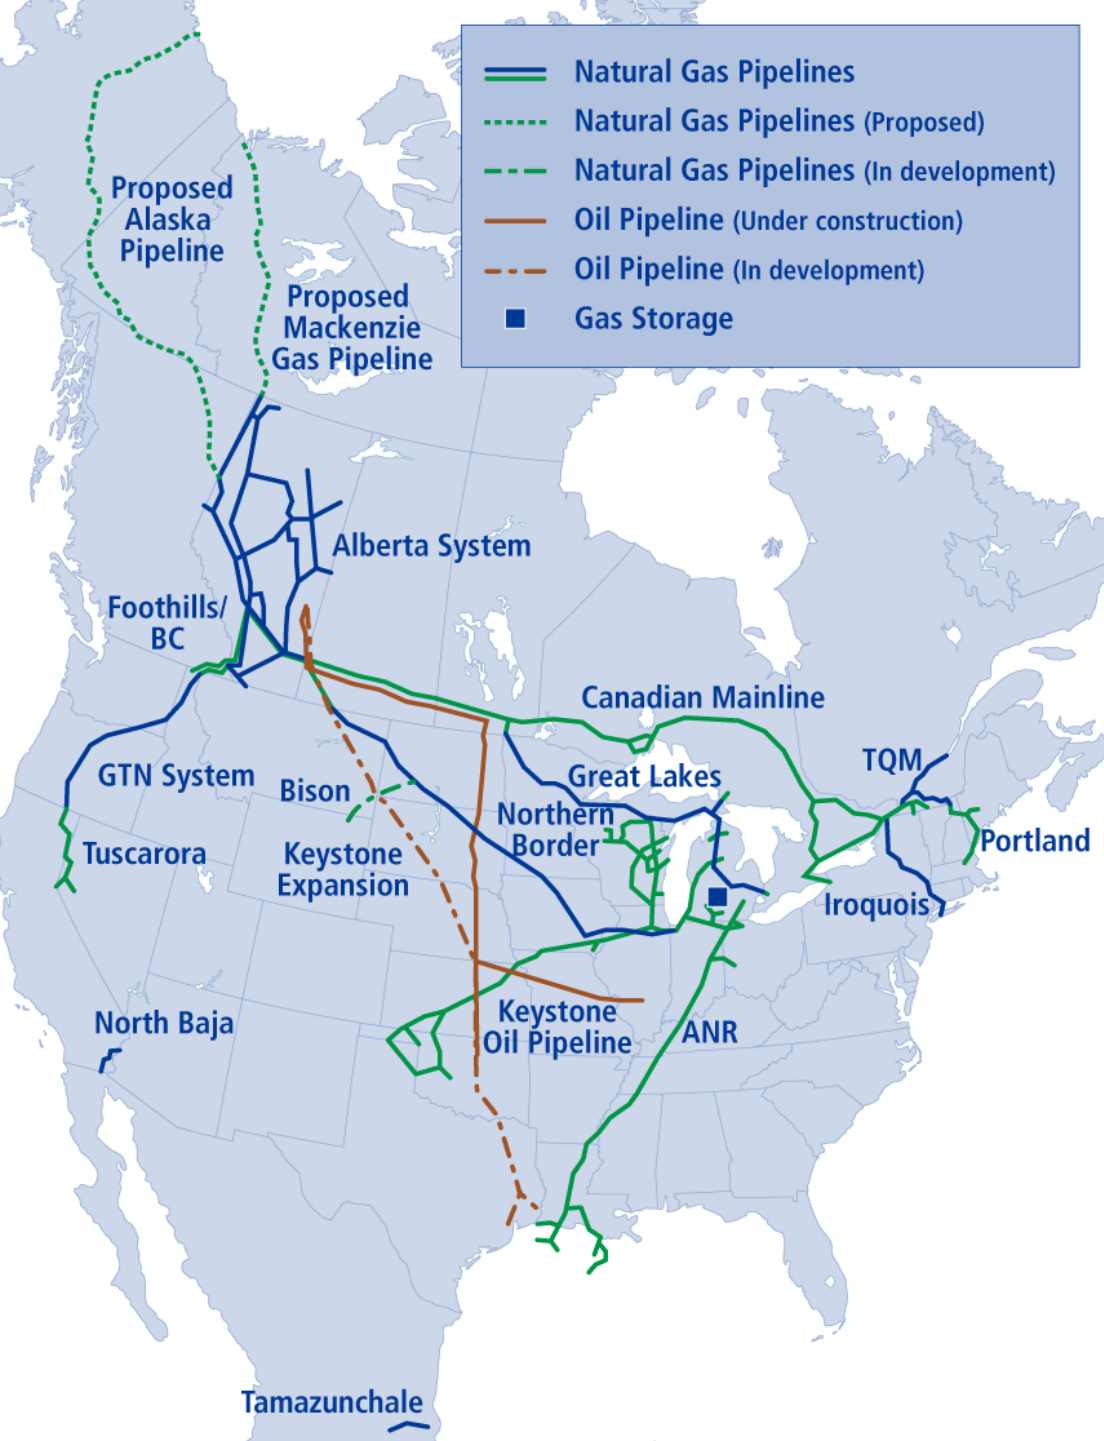 Natural Gas Pipelines
Natural Gas Pipelines (Proposed)
Natural Gas Pipelines (In development)
Oil Pipeline (Under construction)
Oil Pipeline (In development)
Gas Storage
Proposed
Alaska
Pipeline
Proposed
Mackenzie
Gas Pipeline
Alberta System
Foothills/
BC
Canadian Mainline
TQM
GTN System
Great Lakes
Bison
Northern
Border
Portland
Tuscarora
Keystone
Expansion
Iroquois
North Baja
Keystone
Oil Pipeline
ANR
Tamazunchale